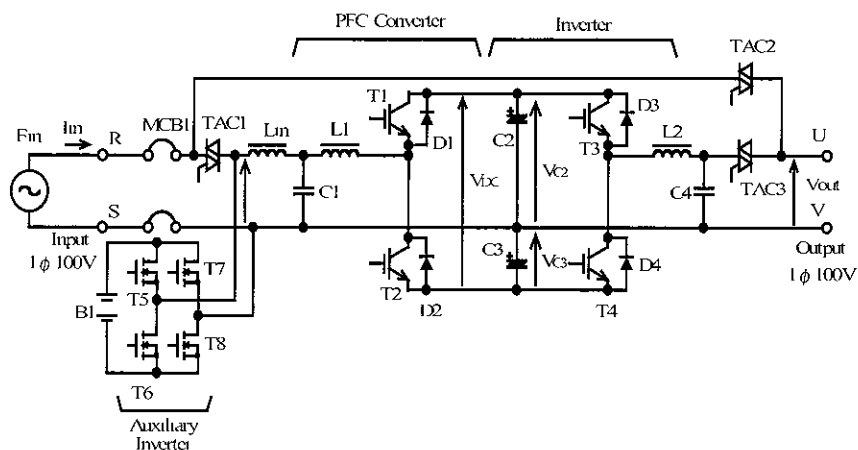 PFC Converter
Inverter
TAC2
T1
D3
Ein
Iin
R
MCB1
TAC1
Lin
L1
D1
C2
T3
L2
U
C1
VDC
VC2
C4
TAC3
Vout
S
V
Input
1ϕ 100V
T7
T5
B1
T8
T6
T2
D2
C3
VC3
D4
T4
Output
1ϕ 100V
Auxiliary
Inverter